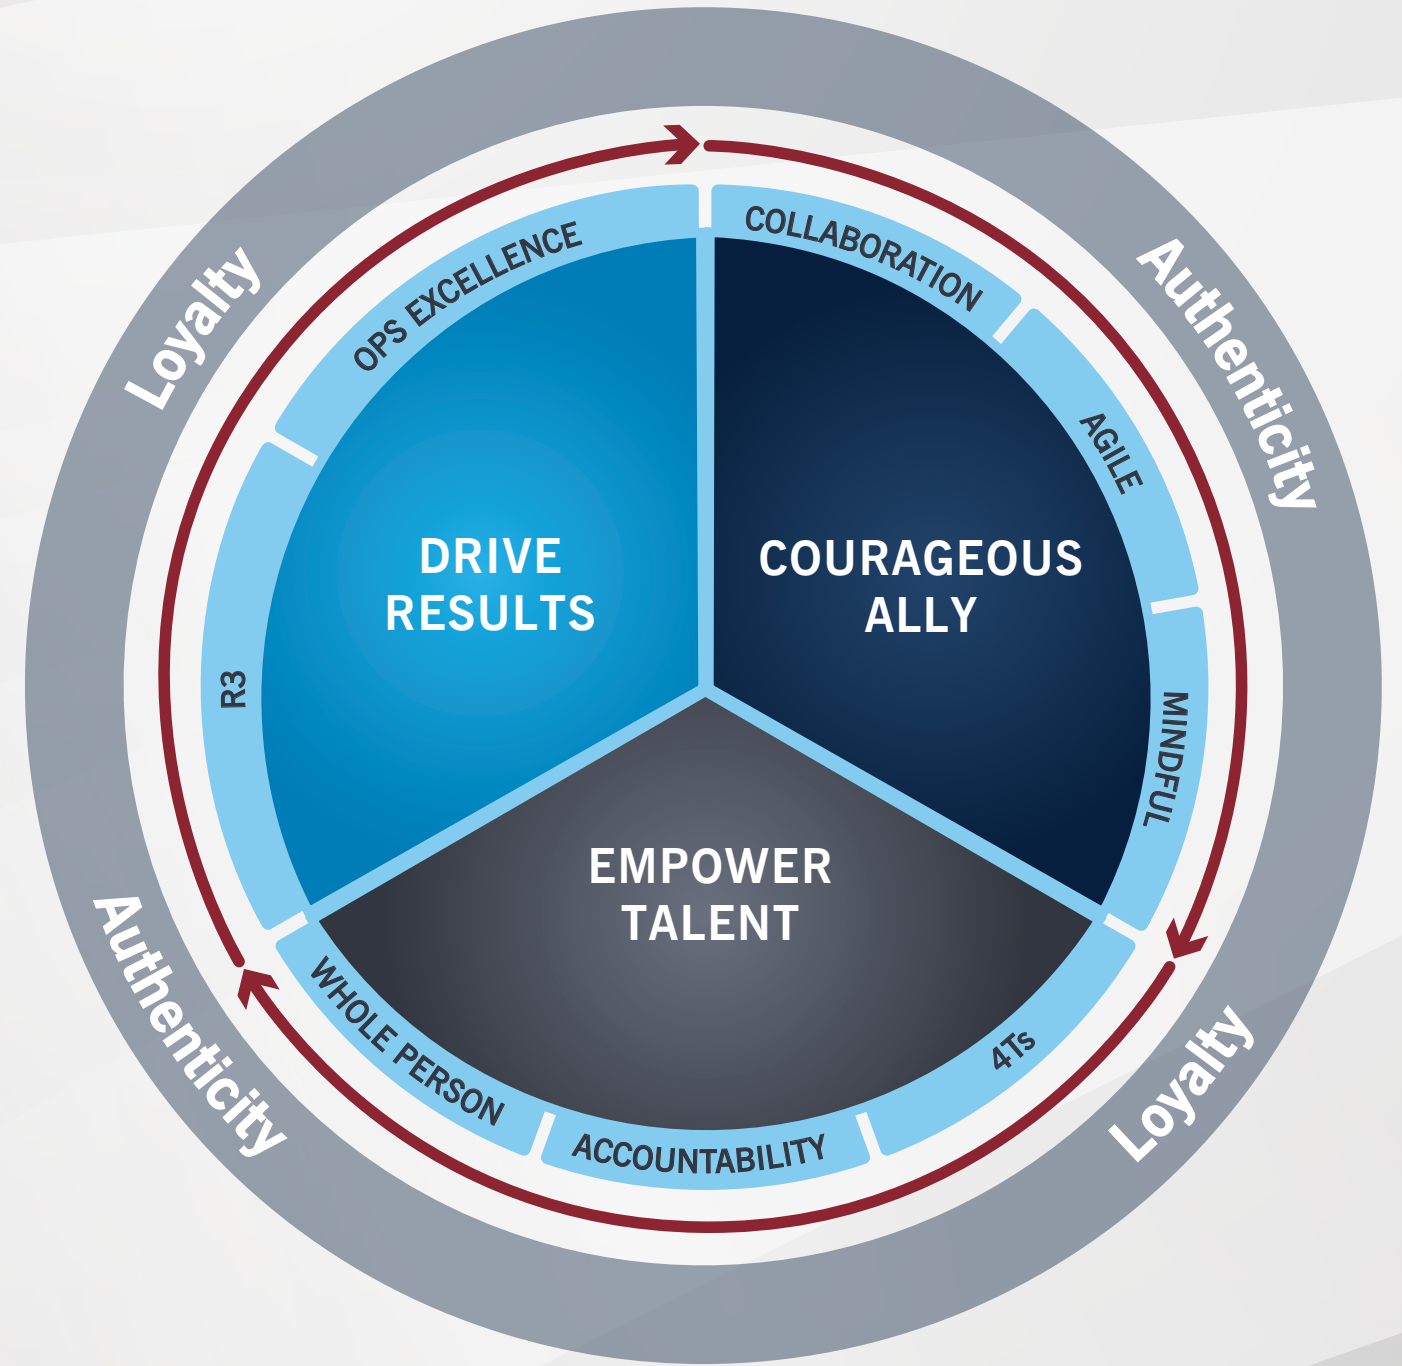 Loyalty
Authenticity
OPS EXCELLENCE
COLLABORATION
AGILE
DRIVE
RESULTS
COURAGEOUS
ALLY
R3
MINDFUL
EMPOWER
TALENT
WHOLE PERSON
ACCOUNTABILITY
4Ts
Authenticity
Loyalty